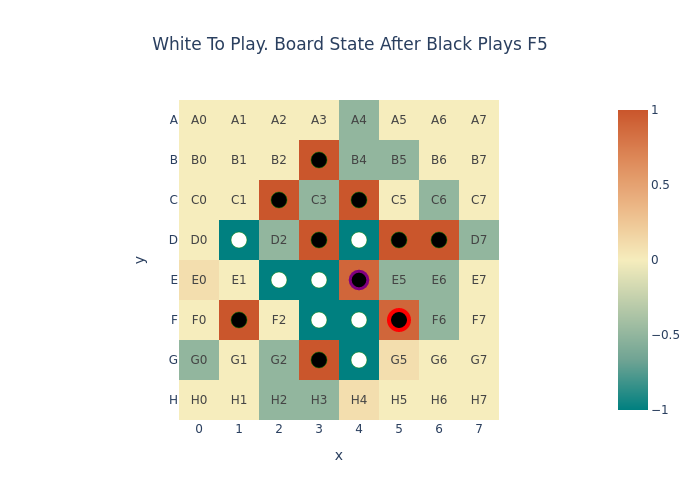 White To Play. Board State After Black Plays F5
A A0 A1 A2 A3 A4 A5 A6 A7
B B0 B1 B2 B4 B5 B6 B7
C C0 C1 C3 C5 C6 C7
D D0 D2 D7
E E0 E1 E5 E6 E7
F F0 F2 F6 F7
G G0 G1 G2 G5 G6 G7
H H0 H1 H2 H3 H4 H5 H6 H7
0 1 2 3 4 5 6 7
x
y
1
0.5
0
−0.5
−1